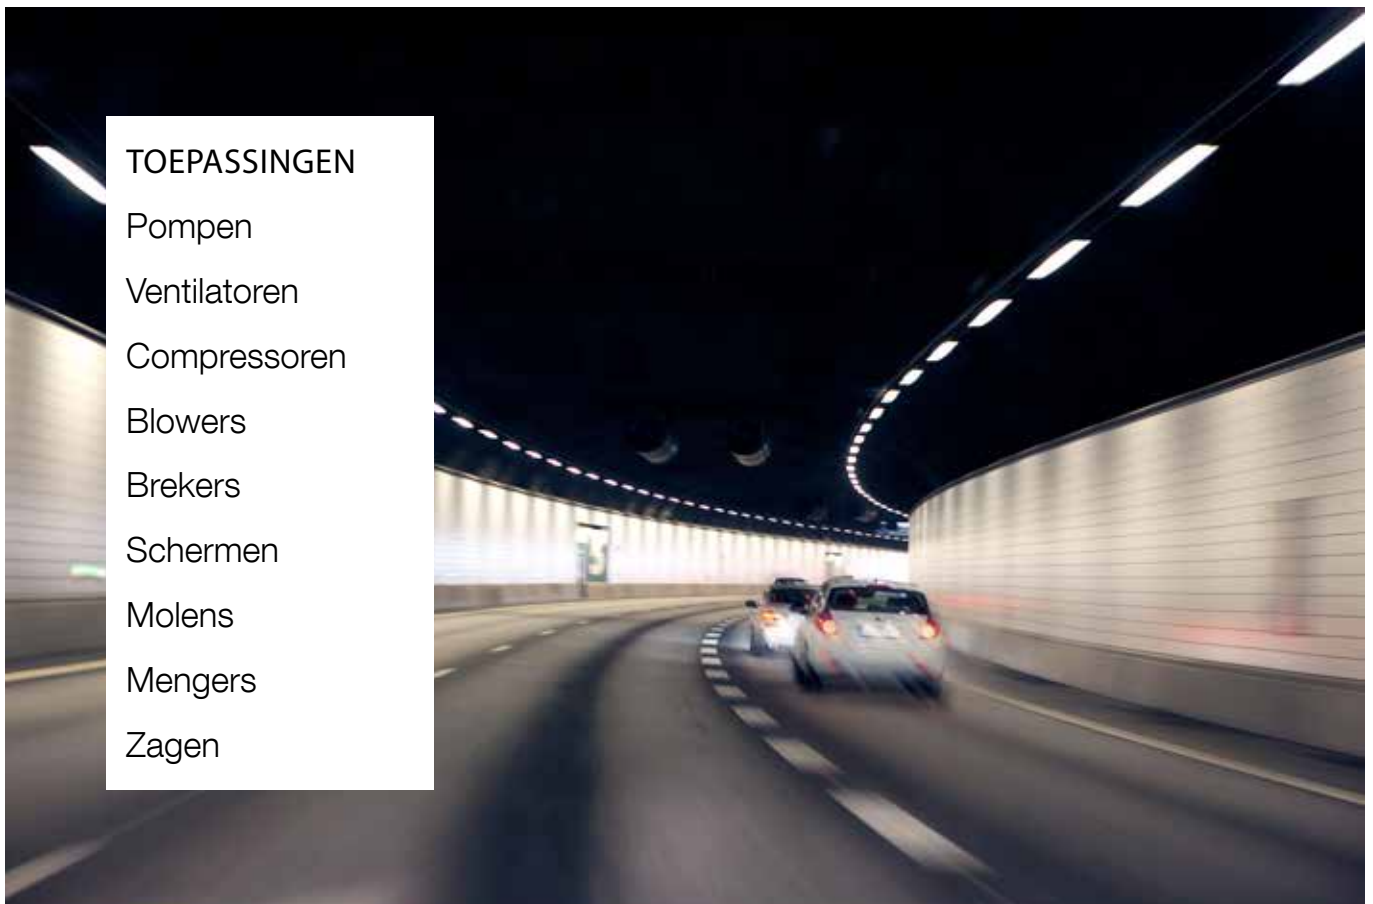 TOEPASSINGEN
Pompen
Ventilatoren
Compressoren
Blowers
Brekers
Schermen
Molens
Mengers
Zagen